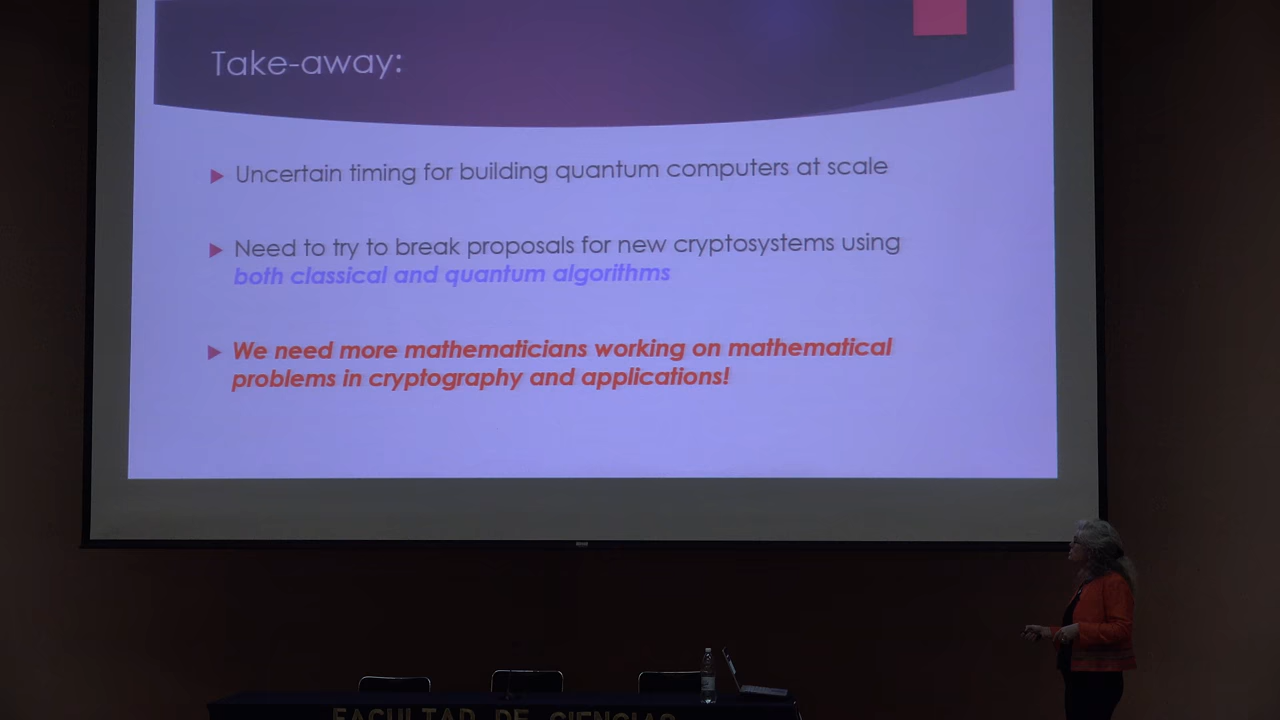 Take-away:
Uncertain timing for building quantum computers at scale
Need to try to break proposals for new cryptosystems using
both classical and quantum algorithms
We need more mathematicians working on mathematical
problems in cryptography and applications!
FACULTAD DE CIENCIAS